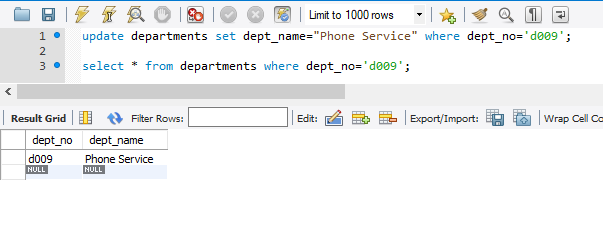 Limit to 1000 rows
1 update departments set dept_name="Phone Service" where dept_no='d009';
2
3 select * from departments where dept_no='d009';
Result Grid Filter Rows: Edit: Export/Import: Wrap Cell Co
dept_no dept_name
d009 Phone Service
NULL NULL